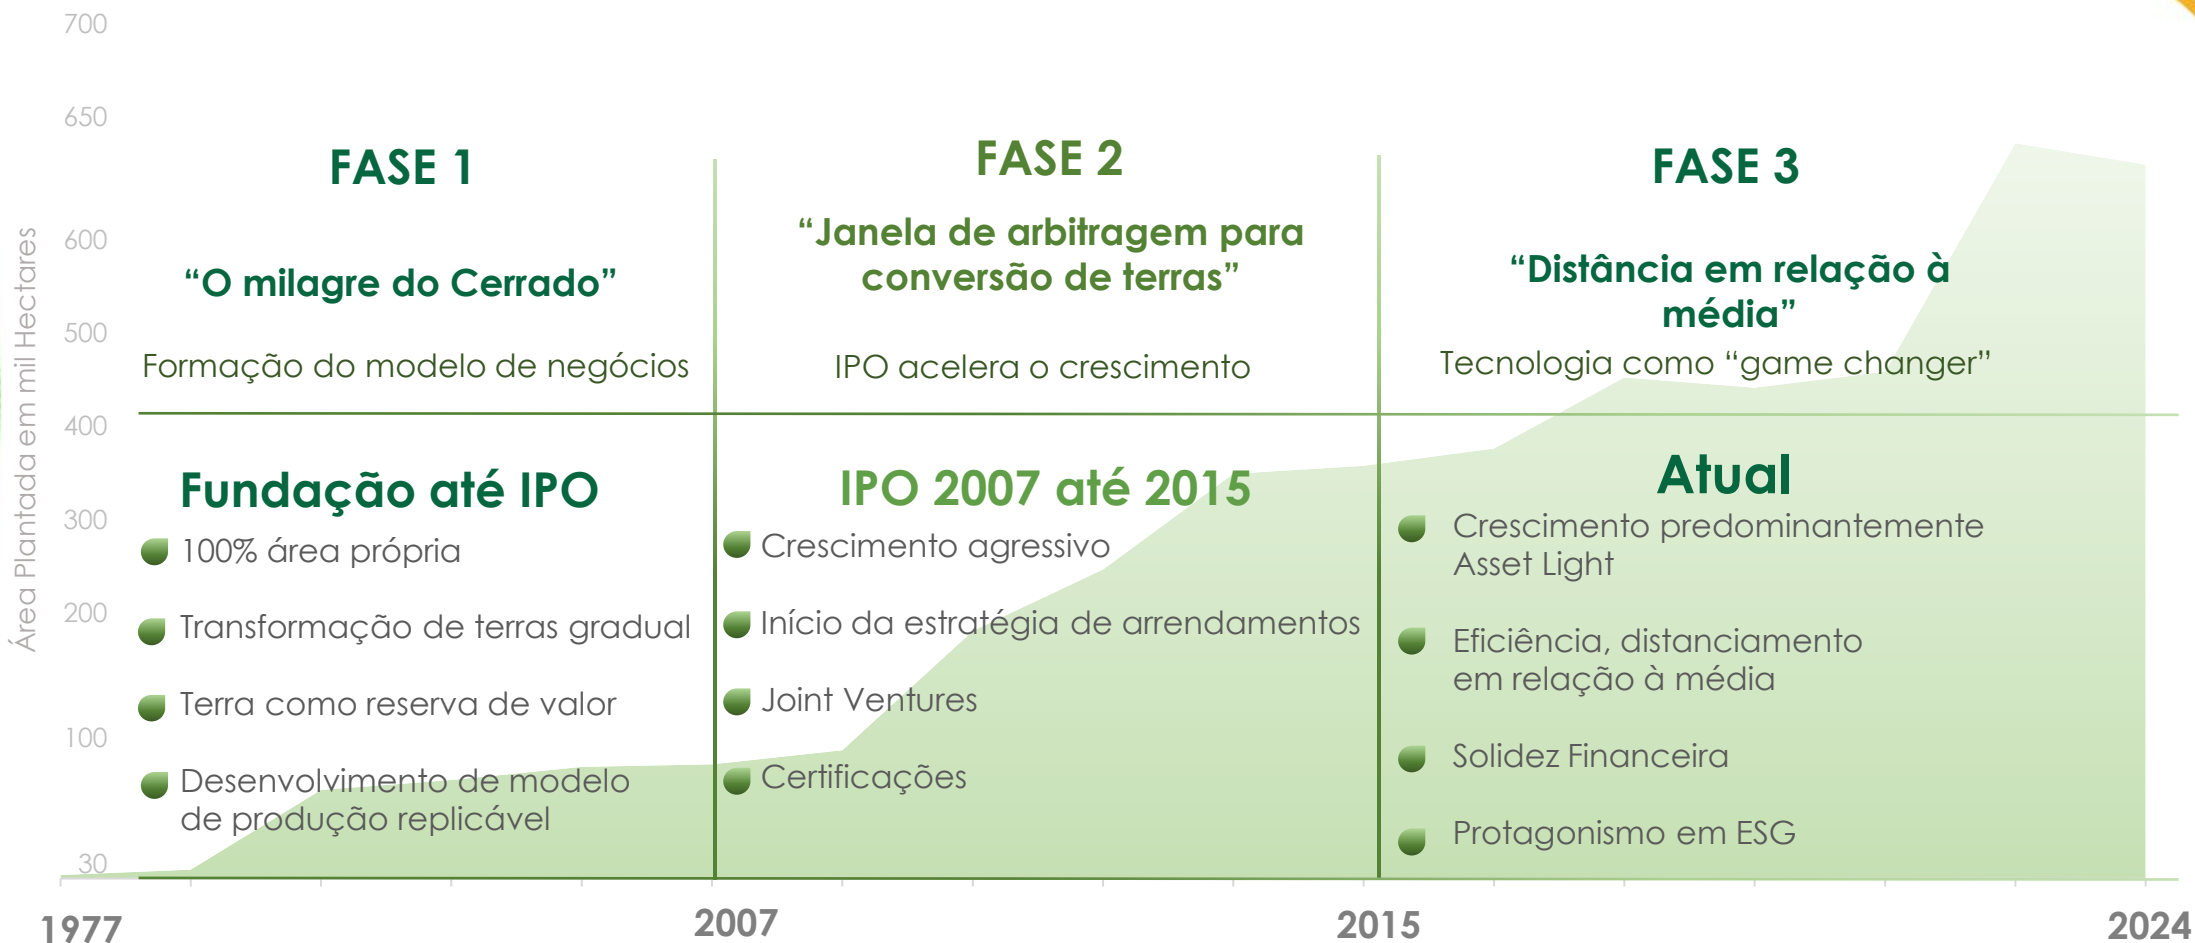 700
650
600
500
400
300
200
100
30
Área Plantada em mil Hectares
FASE 1
“O milagre do Cerrado”
Formação do modelo de negócios
Fundação até IPO
100% área própria
Transformação de terras gradual
Terra como reserva de valor
Desenvolvimento de modelo
de produção replicável
FASE 2
“Janela de arbitragem para
conversão de terras”
IPO acelera o crescimento
IPO 2007 até 2015
Crescimento agressivo
Início da estratégia de arrendamentos
Joint Ventures
Certificações
FASE 3
“Distância em relação à
média”
Tecnologia como “game changer”
Atual
Crescimento predominantemente
Asset Light
Eficiência, distanciamento
em relação à média
Solidez Financeira
Protagonismo em ESG
1977
2007
2015
2024